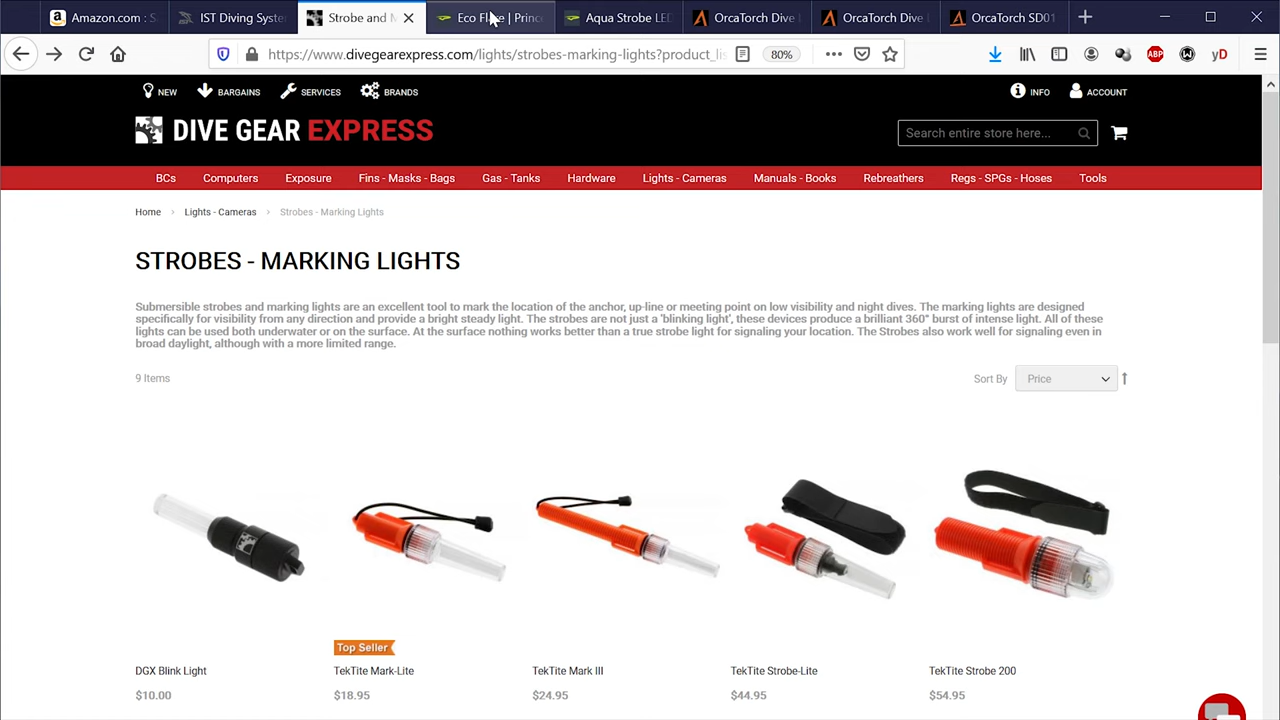 Amazon.com : S
IST Diving Syste
Strobe and M
Eco Flare | Princ
Aqua Strobe LED
OrcaTorch Dive
OrcaTorch Dive
OrcaTorch SD01
https://www.divegearexpress.com/lights/strobes-marking-lights?product_lis
80%
ABP
yD
NEW
BARGAINS
SERVICES
BRANDS
INFO
ACCOUNT
DIVE GEAR EXPRESS
Search entire store here...
BCs
Computers
Exposure
Fins - Masks - Bags
Gas - Tanks
Hardware
Lights - Cameras
Manuals - Books
Rebreathers
Regs - SPGs - Hoses
Tools
Home > Lights - Cameras > Strobes - Marking Lights
STROBES - MARKING LIGHTS
Submersible strobes and marking lights are an excellent tool to mark the location of the anchor, up-line or meeting point on low visibility and night dives. The marking lights are designed
specifically for visibility from any direction and provide a bright steady light. The strobes are not just a 'blinking light', these devices produce a brilliant 360° burst of intense light. All of these
lights can be used both underwater or on the surface. At the surface nothing works better than a true strobe light for signaling your location. The Strobes also work well for signaling even in
broad daylight, although with a more limited range.
9 Items
Sort By
Price
Top Seller
DGX Blink Light
TekTite Mark-Lite
TekTite Mark III
TekTite Strobe-Lite
TekTite Strobe 200
$10.00
$18.95
$24.95
$44.95
$54.95